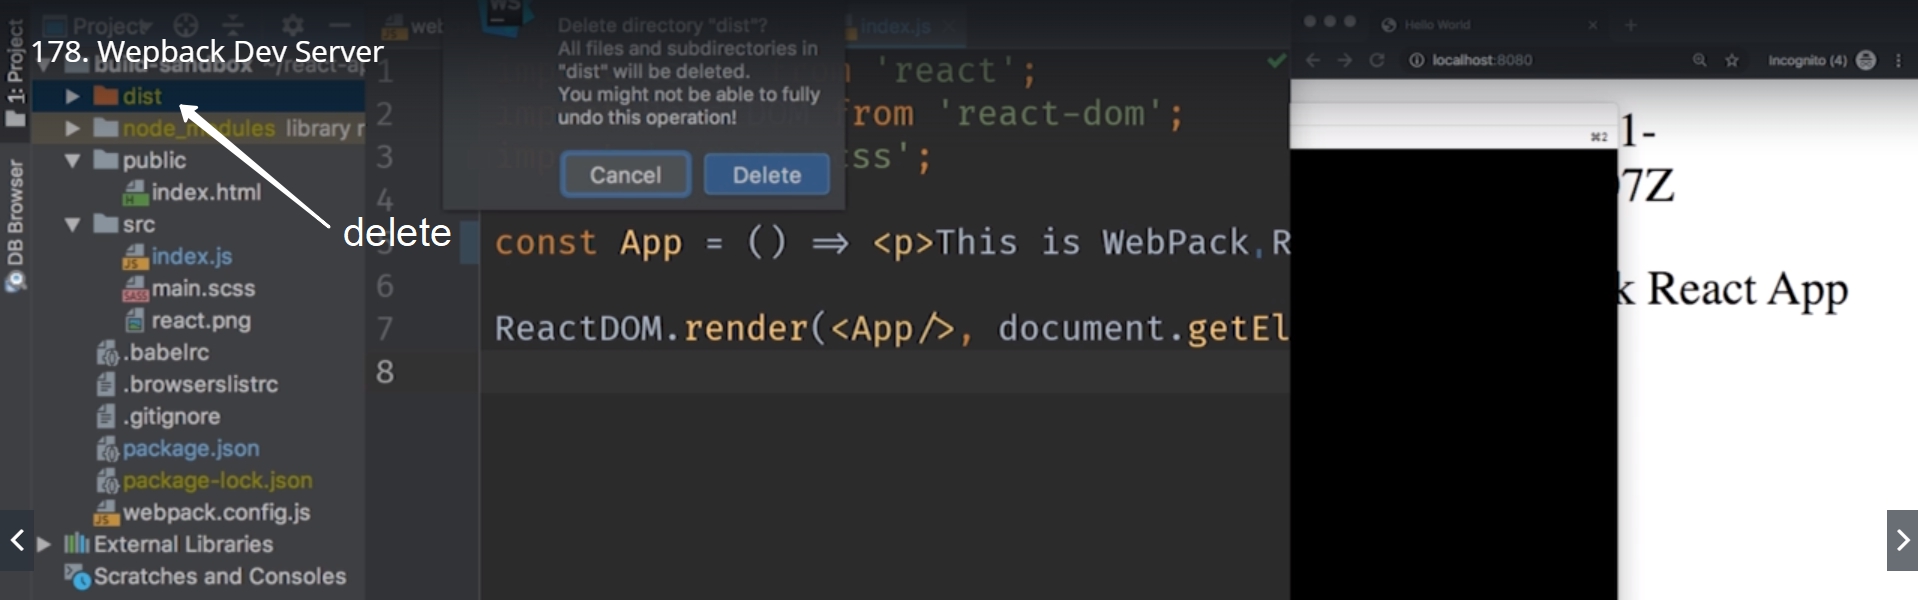 Project
178. Wepback Dev Server
1: Project
DB Browser
build-sandbox ~/react-ap
dist
node_modules library r
public
index.html
src
index.js
main.scss
react.png
.babelrc
.browserslistrc
.gitignore
package.json
package-lock.json
webpack.config.js
External Libraries
Scratches and Consoles
delete
web
index.js
WS
Delete directory "dist"?
All files and subdirectories in
"dist" will be deleted.
You might not be able to fully
undo this operation!
Cancel
Delete
1 'react';
2 from 'react-dom';
3 css';
4
5 const App = () => <p>This is WebPack R
6
7 ReactDOM.render(<App/>, document.getEl
8
Hello World
localhost:8080
Incognito (4)
⌘2
1-
7Z
k React App